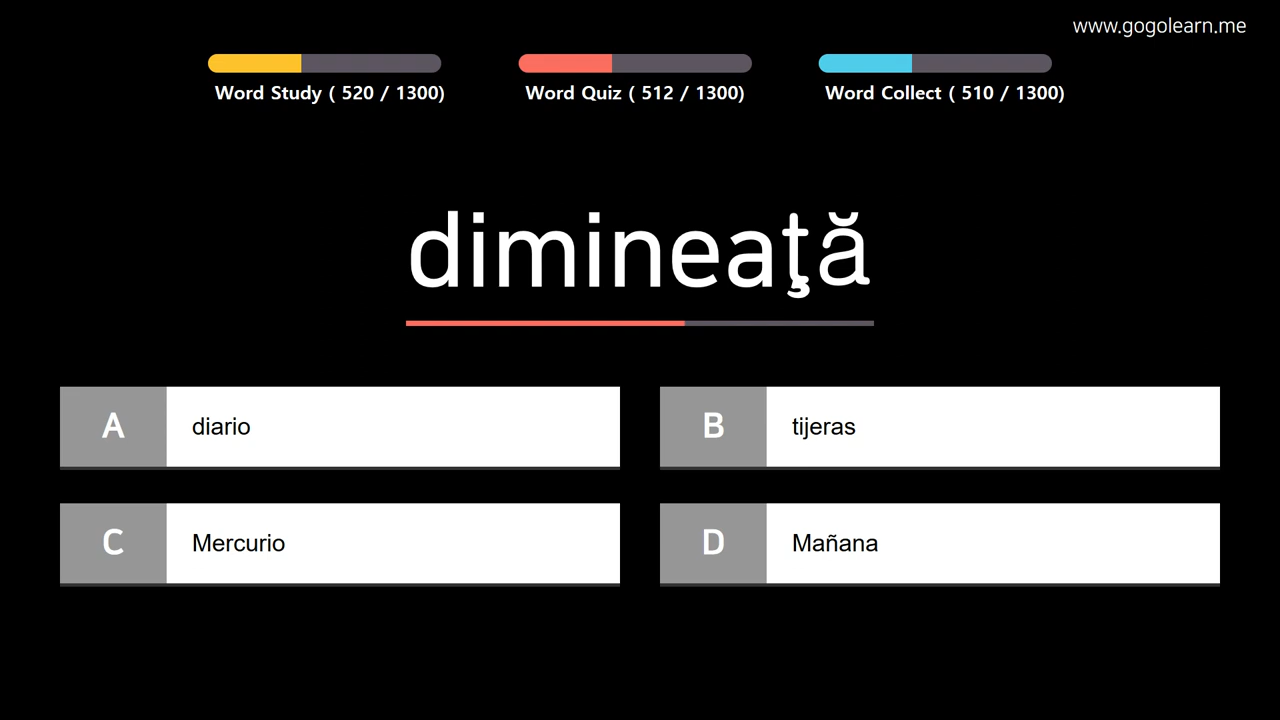 www.gogolearn.me
Word Study ( 520 / 1300)
Word Quiz ( 512 / 1300)
Word Collect ( 510 / 1300)
dimineaţă
A
diario
B
tijeras
C
Mercurio
D
Mañana